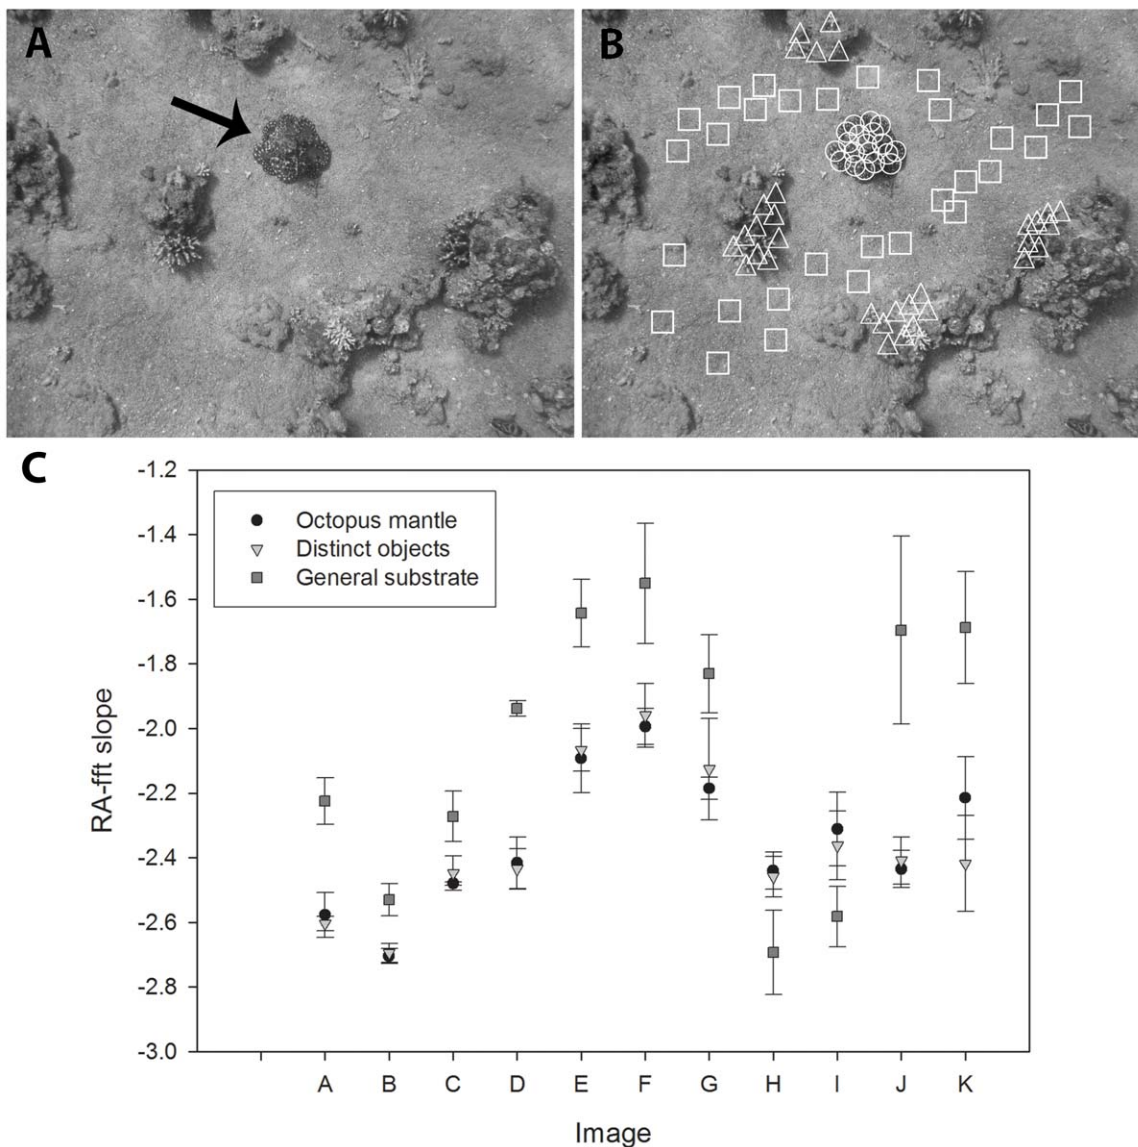 A
B
C
-1.2
-1.4
-1.6
-1.8
-2.0
-2.2
-2.4
-2.6
-2.8
-3.0
RA-fft slope
Octopus mantle
Distinct objects
General substrate
A B C D E F G H I J K
Image